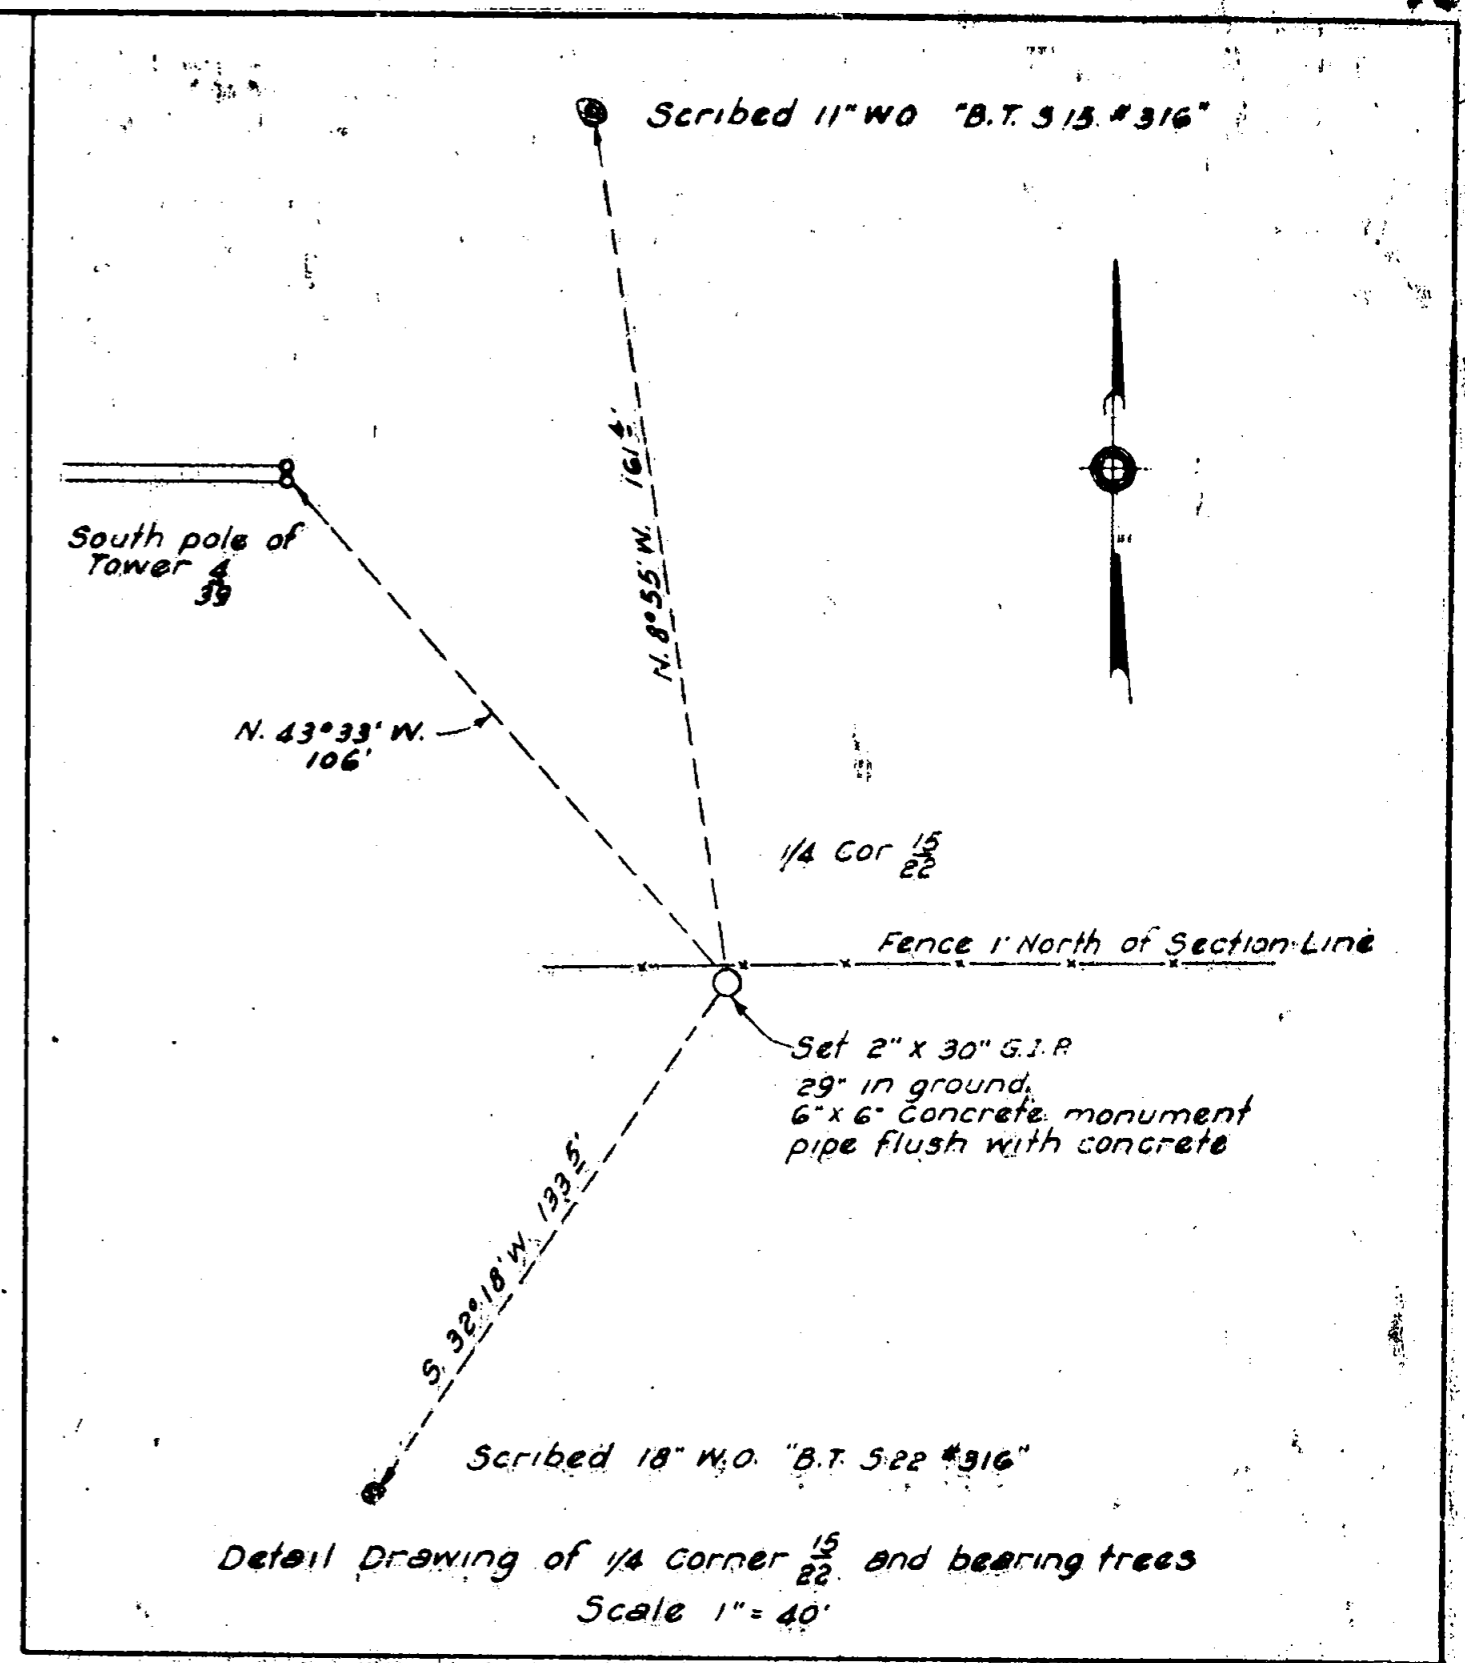 Scribed 11" W O "B.T. S 15. #316"
N. 8° 55' W. 161 4'
South pole of
Tower 4/39
N. 43° 33' W.
106'
1/4 Cor 15/22
Fence 1' North of Section Line
Set 2" X 30" G.I.P.
29" in ground.
6" x 6" Concrete monument
pipe flush with concrete
S. 32° 18' W. 133 5'
Scribed 18" W.O. "B.T. S 22 #316"
Detail Drawing of 1/4 Corner 15/22 and bearing trees
Scale 1" = 40'